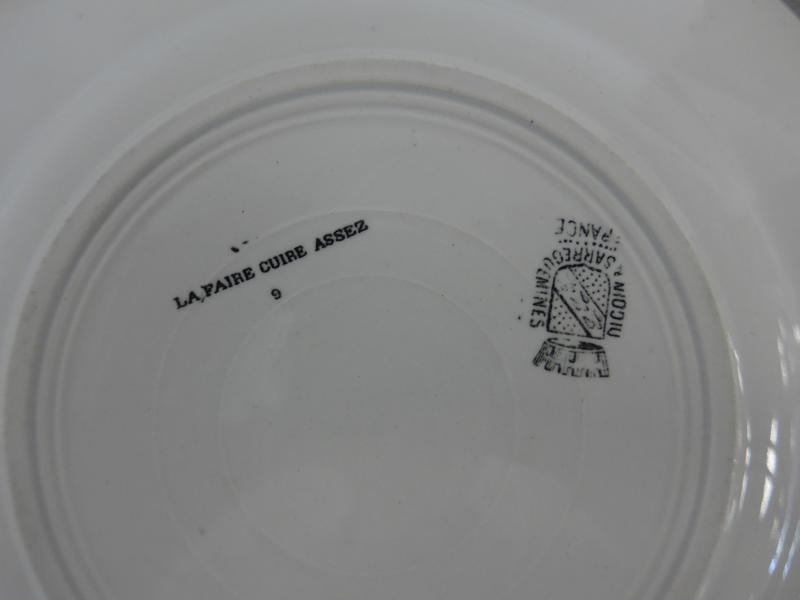 LA FAIRE CUIRE ASSEZ
9
DIGOIN & SARREGUEMINES
FRANCE